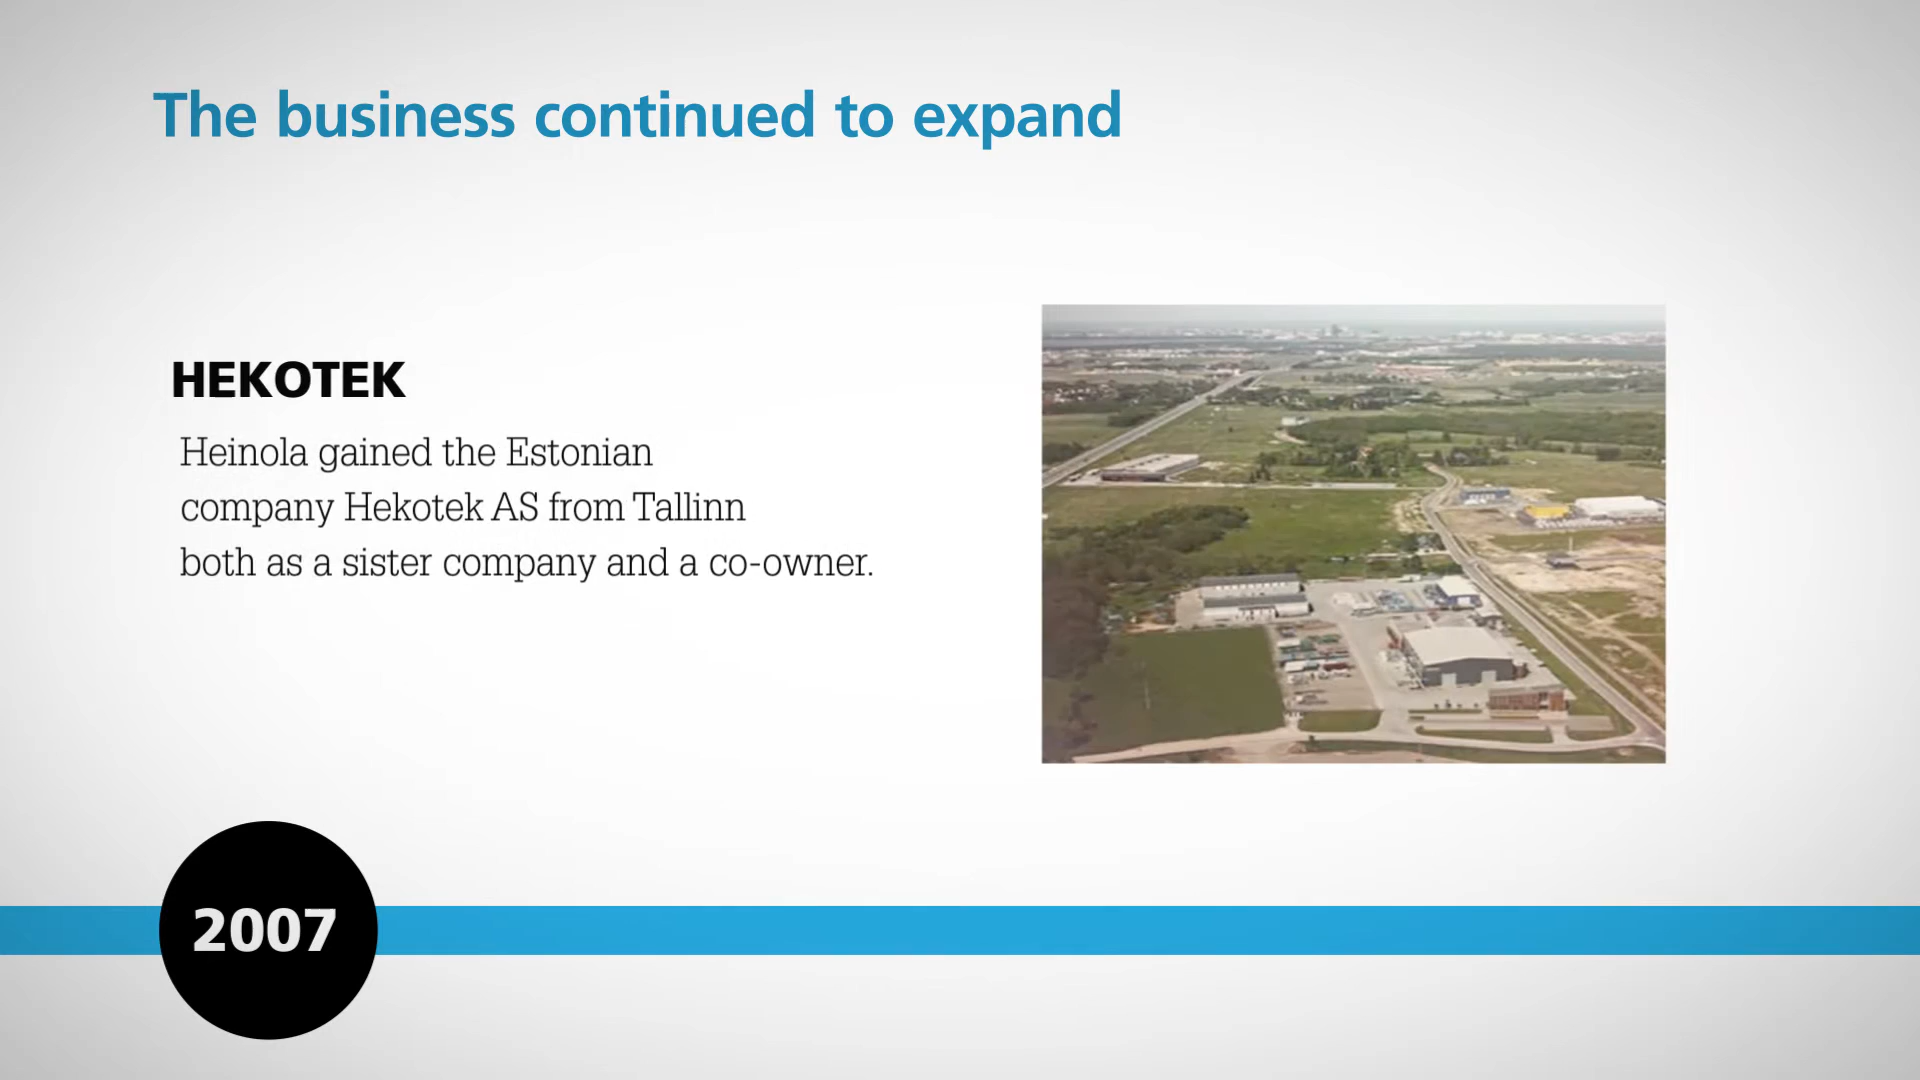 The business continued to expand
HEKOTEK
Heinola gained the Estonian
company Hekotek AS from Tallinn
both as a sister company and a co-owner.
2007